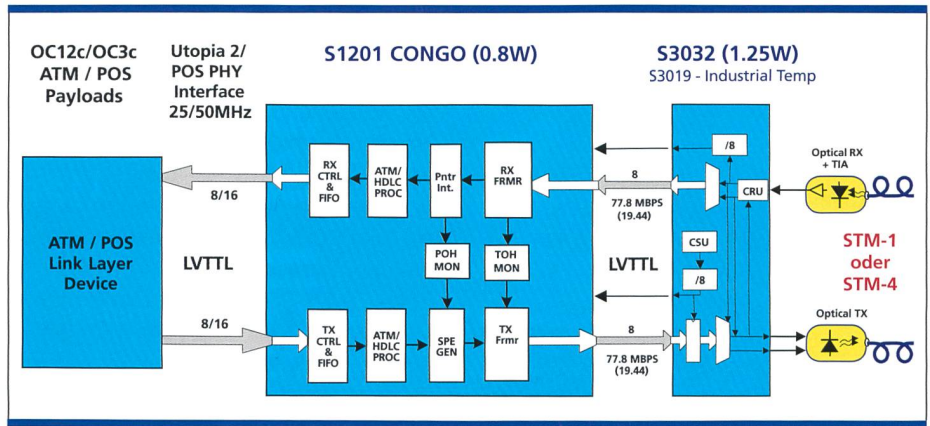 OC12c/OC3c
ATM / POS
Payloads
Utopia 2/
POS PHY
Interface
25/50MHz
S1201 CONGO (0.8W)
S3032 (1.25W)
S3019 - Industrial Temp
ATM / POS
Link Layer
Device
8/16
LVTTL
8/16
RX
CTRL
&
FIFO
ATM/
HDLC
PROC
Pntr
Int.
RX
FRMR
POH
MON
TOH
MON
TX
CTRL
&
FIFO
ATM/
HDLC
PROC
SPE
GEN
TX
Frmr
8
77.8 MBPS
(19.44)
LVTTL
8
77.8 MBPS
(19.44)
/8
CRU
CSU
/8
Optical RX
+ TIA
STM-1
oder
STM-4
Optical TX